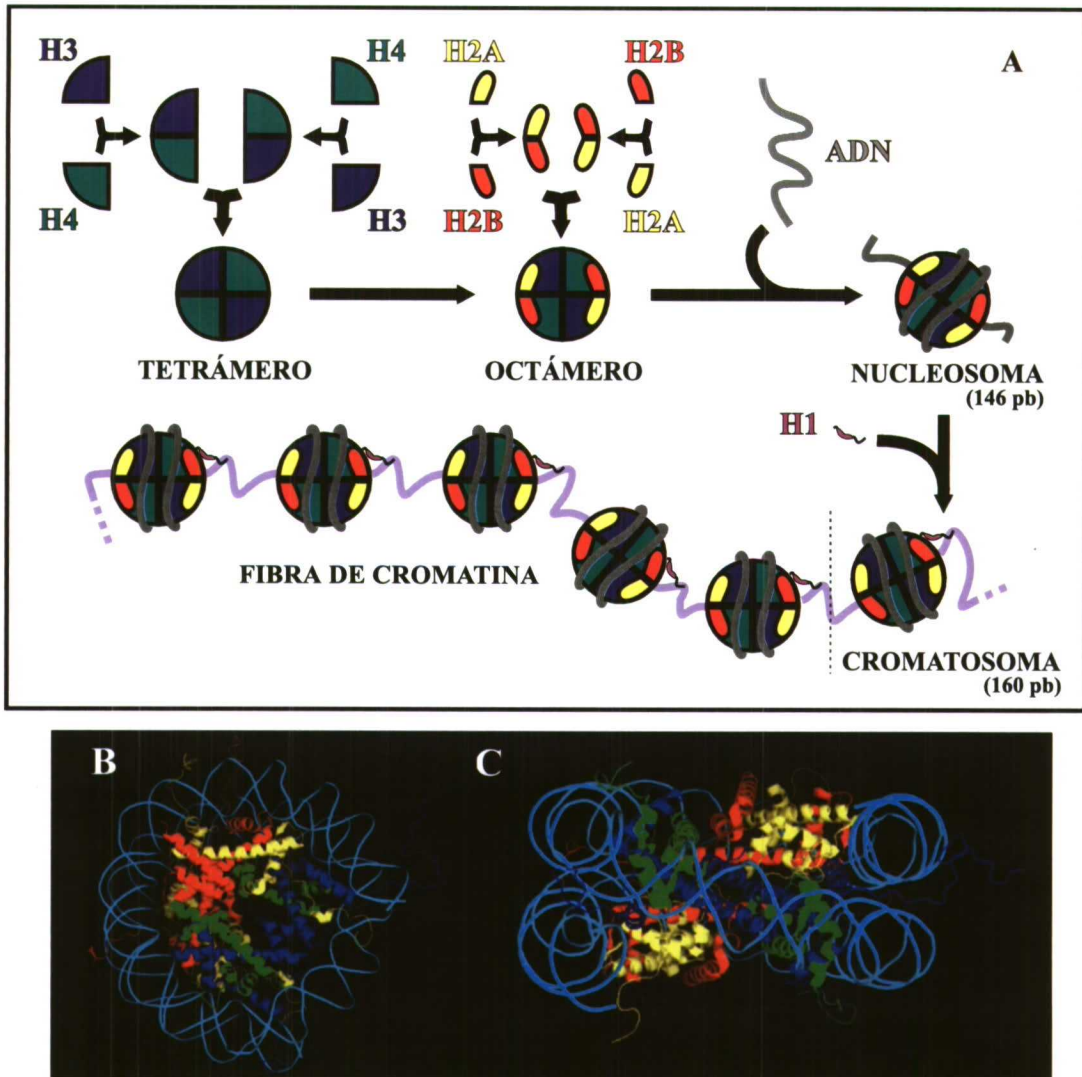 A
H3
H4
H2A
H2B
ADN
H4
H3
H2B
H2A
TETRÁMERO
OCTÁMERO
NUCLEOSOMA
(146 pb)
H1
FIBRA DE CROMATINA
CROMATOSOMA
(160 pb)
B
C